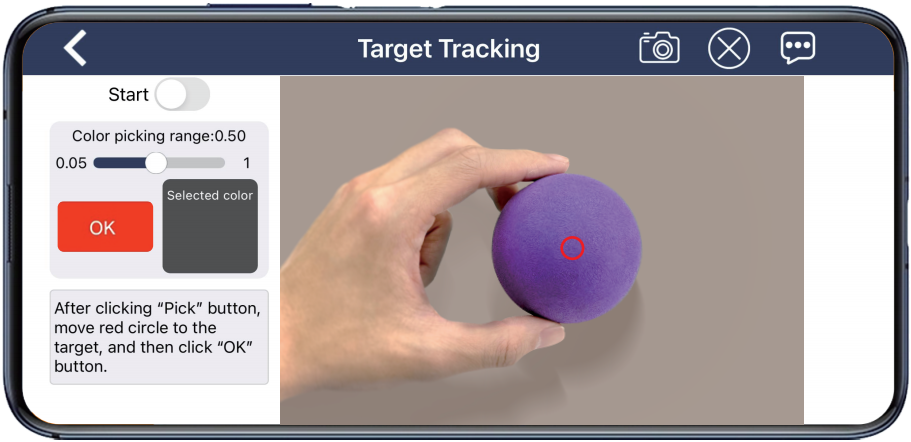 Target Tracking
Start
Color picking range:0.50
0.05
1
OK
Selected color
After clicking “Pick” button,
move red circle to the
target, and then click “OK”
button.